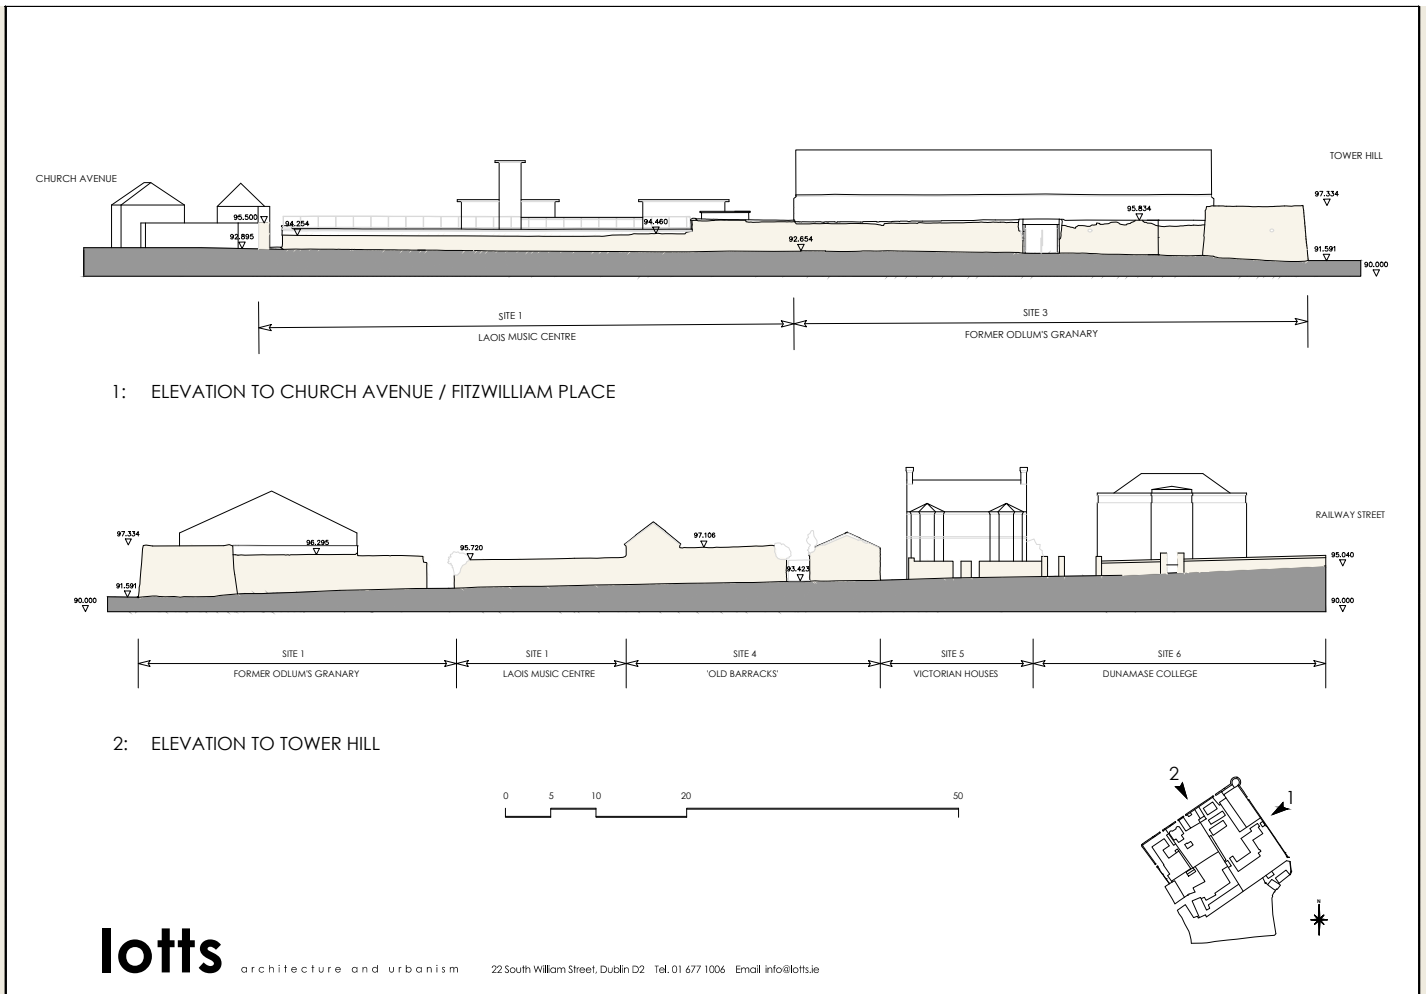 TOWER HILL
CHURCH AVENUE
97.334
95.834
95.500
94.254
94.460
92.895
92.654
91.591
90.000
SITE 1
SITE 3
LAOIS MUSIC CENTRE
FORMER ODLUM'S GRANARY
1: ELEVATION TO CHURCH AVENUE / FITZWILLIAM PLACE
RAILWAY STREET
97.334
96.295
95.720
97.106
93.423
95.040
91.591
90.000
90.000
SITE 1
SITE 1
SITE 4
SITE 5
SITE 6
FORMER ODLUM'S GRANARY
LAOIS MUSIC CENTRE
'OLD BARRACKS'
VICTORIAN HOUSES
DUNAMASE COLLEGE
2: ELEVATION TO TOWER HILL
0 5 10 20 50
2
1
N
lotts
architecture and urbanism
22 South William Street, Dublin D2 Tel. 01 677 1006 Email info@lotts.ie